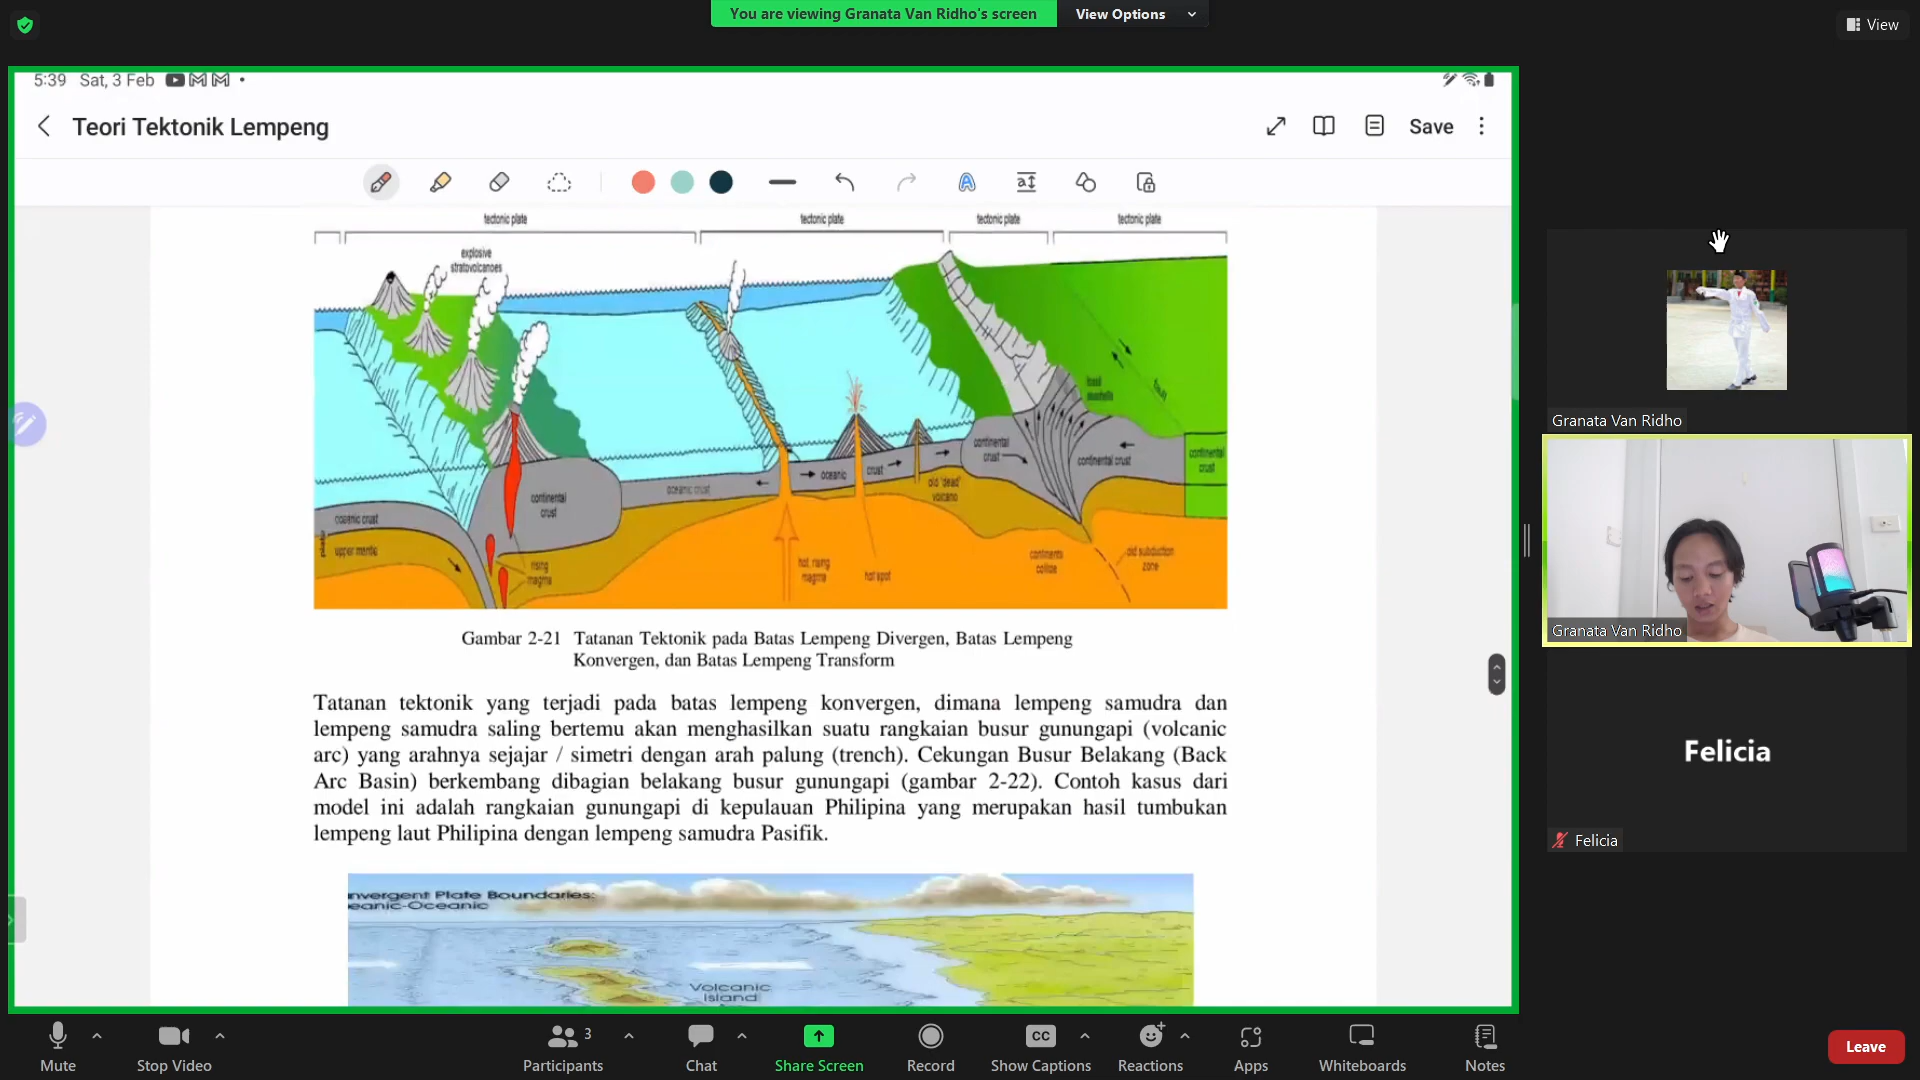 You are viewing Granata Van Ridho's screen
View Options
View
5:39 Sat, 3 Feb
Teori Tektonik Lempeng
Save
tectonic plate
tectonic plate
tectonic plate
tectonic plate
explosive
stratovolcanoes
fault
continental
crust
continental crust
continental
crust
oceanic
crust
oceanic crust
old 'dead'
volcano
continental
crust
oceanic crust
upper mantle
rising
magma
hot rising
magma
hot spot
old subduction
zone
Gambar 2-21 Tatanan Tektonik pada Batas Lempeng Divergen, Batas Lempeng
Konvergen, dan Batas Lempeng Transform
Tatanan tektonik yang terjadi pada batas lempeng konvergen, dimana lempeng samudra dan
lempeng samudra saling bertemu akan menghasilkan suatu rangkaian busur gunungapi (volcanic
arc) yang arahnya sejajar / simetri dengan arah palung (trench). Cekungan Busur Belakang (Back
Arc Basin) berkembang dibagian belakang busur gunungapi (gambar 2-22). Contoh kasus dari
model ini adalah rangkaian gunungapi di kepulauan Philipina yang merupakan hasil tumbukan
lempeng laut Philipina dengan lempeng samudra Pasifik.
nvergent Plate Boundaries:
eanic-Oceanic
Volcanic
island
Granata Van Ridho
Granata Van Ridho
Felicia
Felicia
Mute
Stop Video
Participants
3
Chat
Share Screen
Record
CC
Show Captions
Reactions
Apps
Whiteboards
Notes
Leave